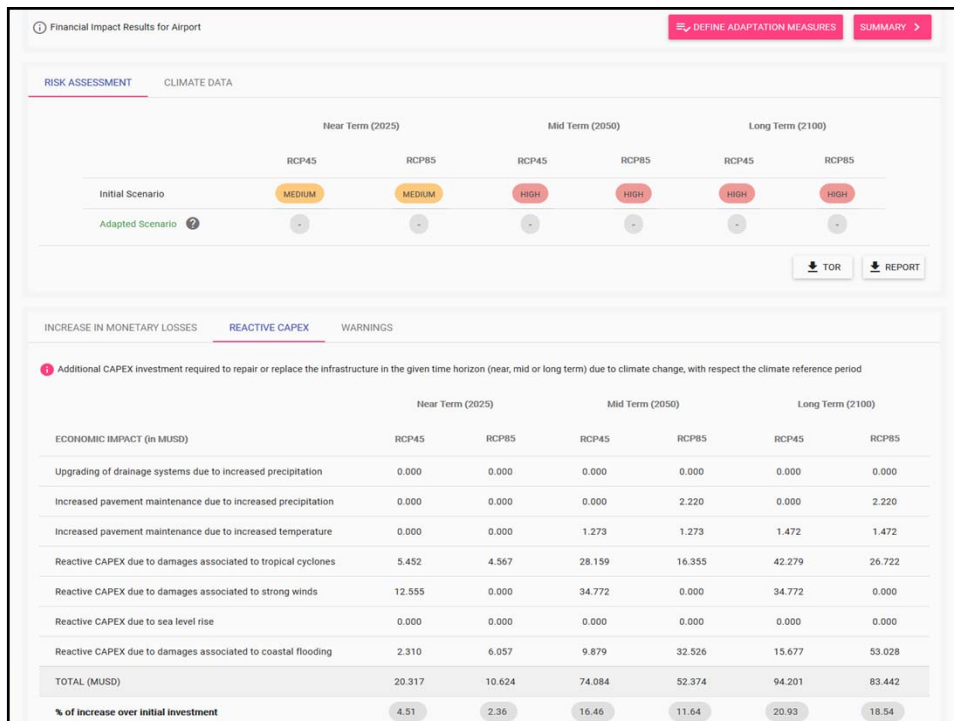 Financial Impact Results for Airport
DEFINE ADAPTATION MEASURES
SUMMARY
RISK ASSESSMENT CLIMATE DATA
Near Term (2025) Mid Term (2050) Long Term (2100)
RCP45 RCP85 RCP45 RCP85 RCP45 RCP85
Initial Scenario MEDIUM MEDIUM HIGH HIGH HIGH HIGH
Adapted Scenario ? - - - - - -
TOR REPORT
INCREASE IN MONETARY LOSSES REACTIVE CAPEX WARNINGS
Additional CAPEX investment required to repair or replace the infrastructure in the given time horizon (near, mid or long term) due to climate change, with respect the climate reference period
Near Term (2025) Mid Term (2050) Long Term (2100)
ECONOMIC IMPACT (in MUSD) RCP45 RCP85 RCP45 RCP85 RCP45 RCP85
Upgrading of drainage systems due to increased precipitation 0.000 0.000 0.000 0.000 0.000 0.000
Increased pavement maintenance due to increased precipitation 0.000 0.000 0.000 2.220 0.000 2.220
Increased pavement maintenance due to increased temperature 0.000 0.000 1.273 1.273 1.472 1.472
Reactive CAPEX due to damages associated to tropical cyclones 5.452 4.567 28.159 16.355 42.279 26.722
Reactive CAPEX due to damages associated to strong winds 12.555 0.000 34.772 0.000 34.772 0.000
Reactive CAPEX due to sea level rise 0.000 0.000 0.000 0.000 0.000 0.000
Reactive CAPEX due to damages associated to coastal flooding 2.310 6.057 9.879 32.526 15.677 53.028
TOTAL (MUSD) 20.317 10.624 74.084 52.374 94.201 83.442
% of increase over initial investment 4.51 2.36 16.46 11.64 20.93 18.54